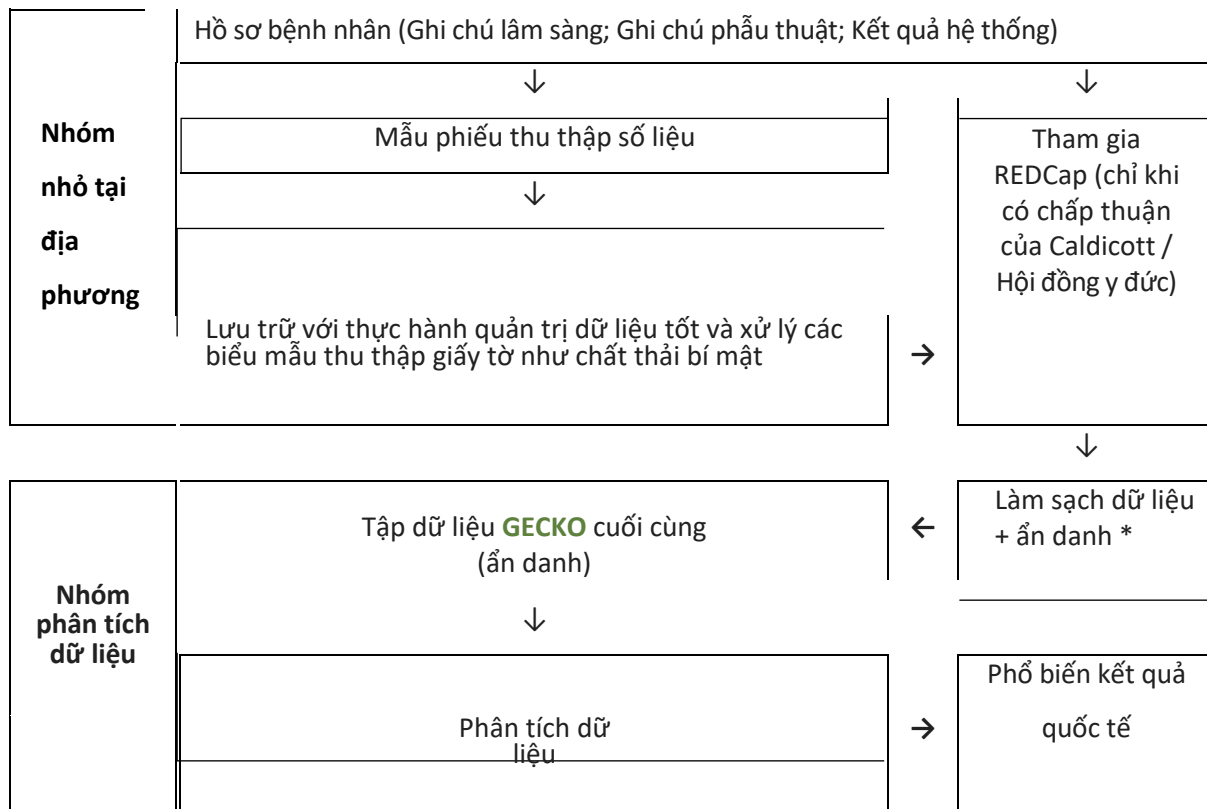 Hồ sơ bệnh nhân (Ghi chú lâm sàng; Ghi chú phẫu thuật; Kết quả hệ thống)
↓ ↓
Nhóm
nhỏ tại
địa
phương
Mẫu phiếu thu thập số liệu
↓
Lưu trữ với thực hành quản trị dữ liệu tốt và xử lý các
biểu mẫu thu thập giấy tờ như chất thải bí mật
→
Tham gia
REDCap (chỉ khi
có chấp thuận
của Caldicott /
Hội đồng y đức)
↓
Nhóm
phân tích
dữ liệu
Làm sạch dữ liệu
+ ẩn danh *
←
Tập dữ liệu GECKO cuối cùng
(ẩn danh)
↓
Phân tích dữ
liệu
→
Phổ biến kết quả
quốc tế